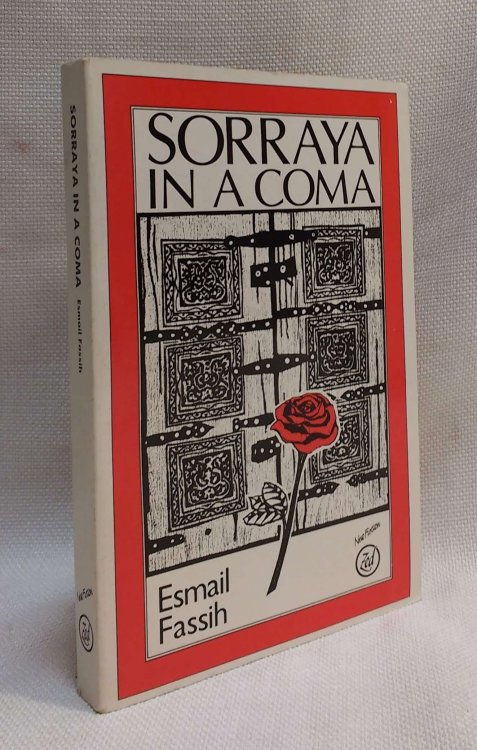 SORRAYA
IN A COMA
Esmail
Fassih
New Fiction
Zed
SORRAYA IN A COMA Esmail Fassih
New Fiction
Zed